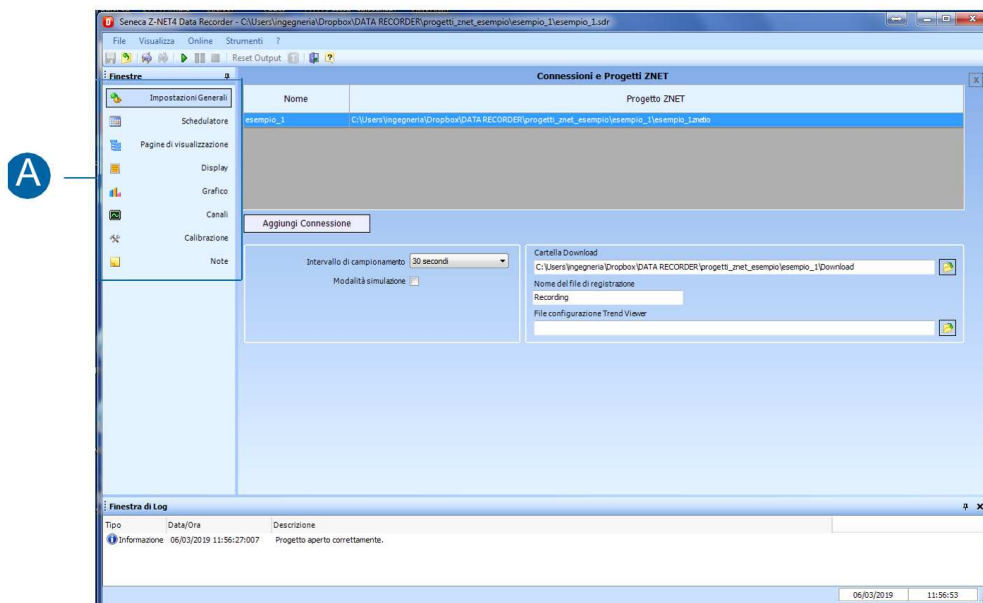 Seneca Z-NET4 Data Recorder - C:\Users\ingegneria\Dropbox\DATA RECORDER\progetti_znet_esempio\esempio_1\esempio_1.sdr
File Visualizza Online Strumenti ?
Reset Output
Finestre
Connessioni e Progetti ZNET
A
Impostazioni Generali
Schedulatore
Pagine di visualizzazione
Display
Grafico
Canali
Calibrazione
Note
Nome Progetto ZNET
esempio_1 C:\Users\ingegneria\Dropbox\DATA RECORDER\progetti_znet_esempio\esempio_1\esempio_1.znetio
Aggiungi Connessione
Intervallo di campionamento 30 secondi
Modalità simulazione
Cartella Download
C:\Users\ingegneria\Dropbox\DATA RECORDER\progetti_znet_esempio\esempio_1\Download
Nome del file di registrazione
Recording
File configurazione Trend Viewer
Finestra di Log
Tipo Data/Ora Descrizione
Informazione 06/03/2019 11:56:27:007 Progetto aperto correttamente.
06/03/2019 11:56:53